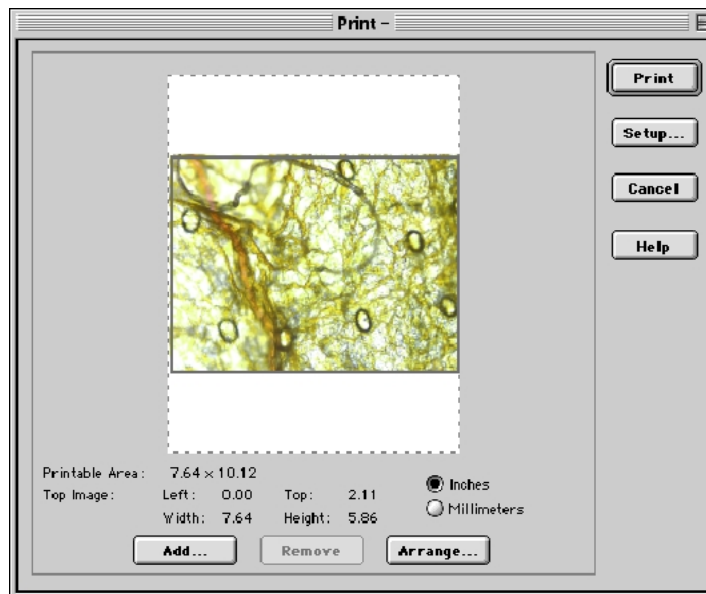 Print -
Print
Setup...
Cancel
Help
Printable Area: 7.64 x 10.12
Top Image: Left: 0.00 Top: 2.11
Width: 7.64 Height: 5.86
Inches
Millimeters
Add...
Remove
Arrange...